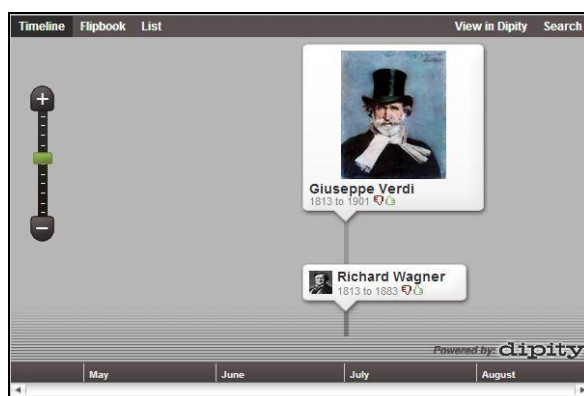 Timeline Flipbook List View in Dipity Search
Giuseppe Verdi
1813 to 1901
Richard Wagner
1813 to 1883
Powered by: dipity
May June July August